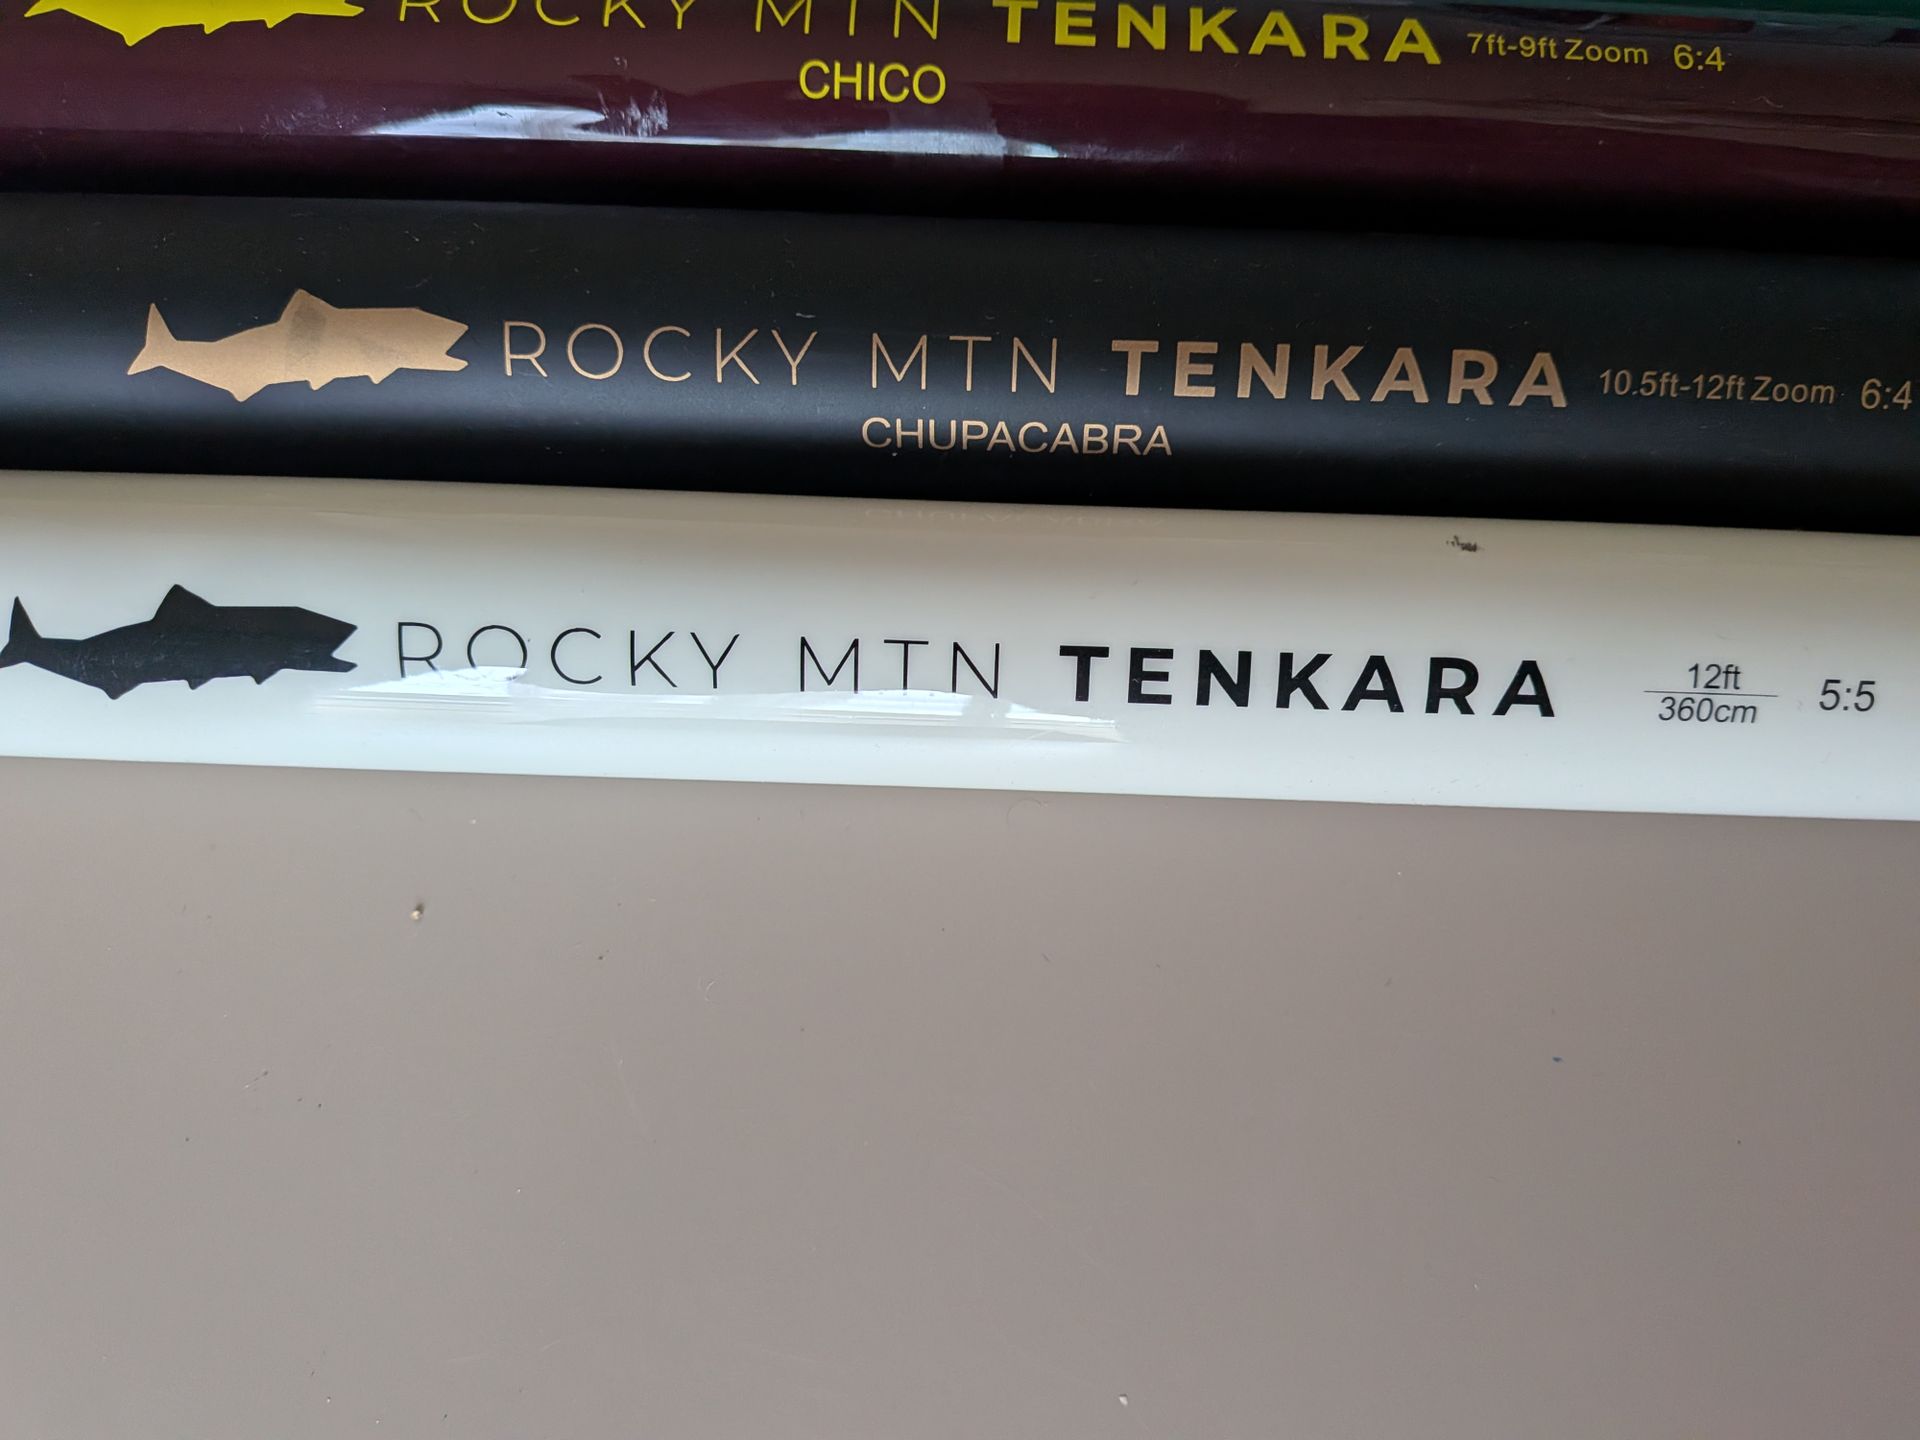 ROCKY MTN TENKARA 7ft-9ft Zoom 6:4
CHICO
ROCKY MTN TENKARA 10.5ft-12ft Zoom 6:4
CHUPACABRA
ROCKY MTN TENKARA 12ft 5:5
360cm